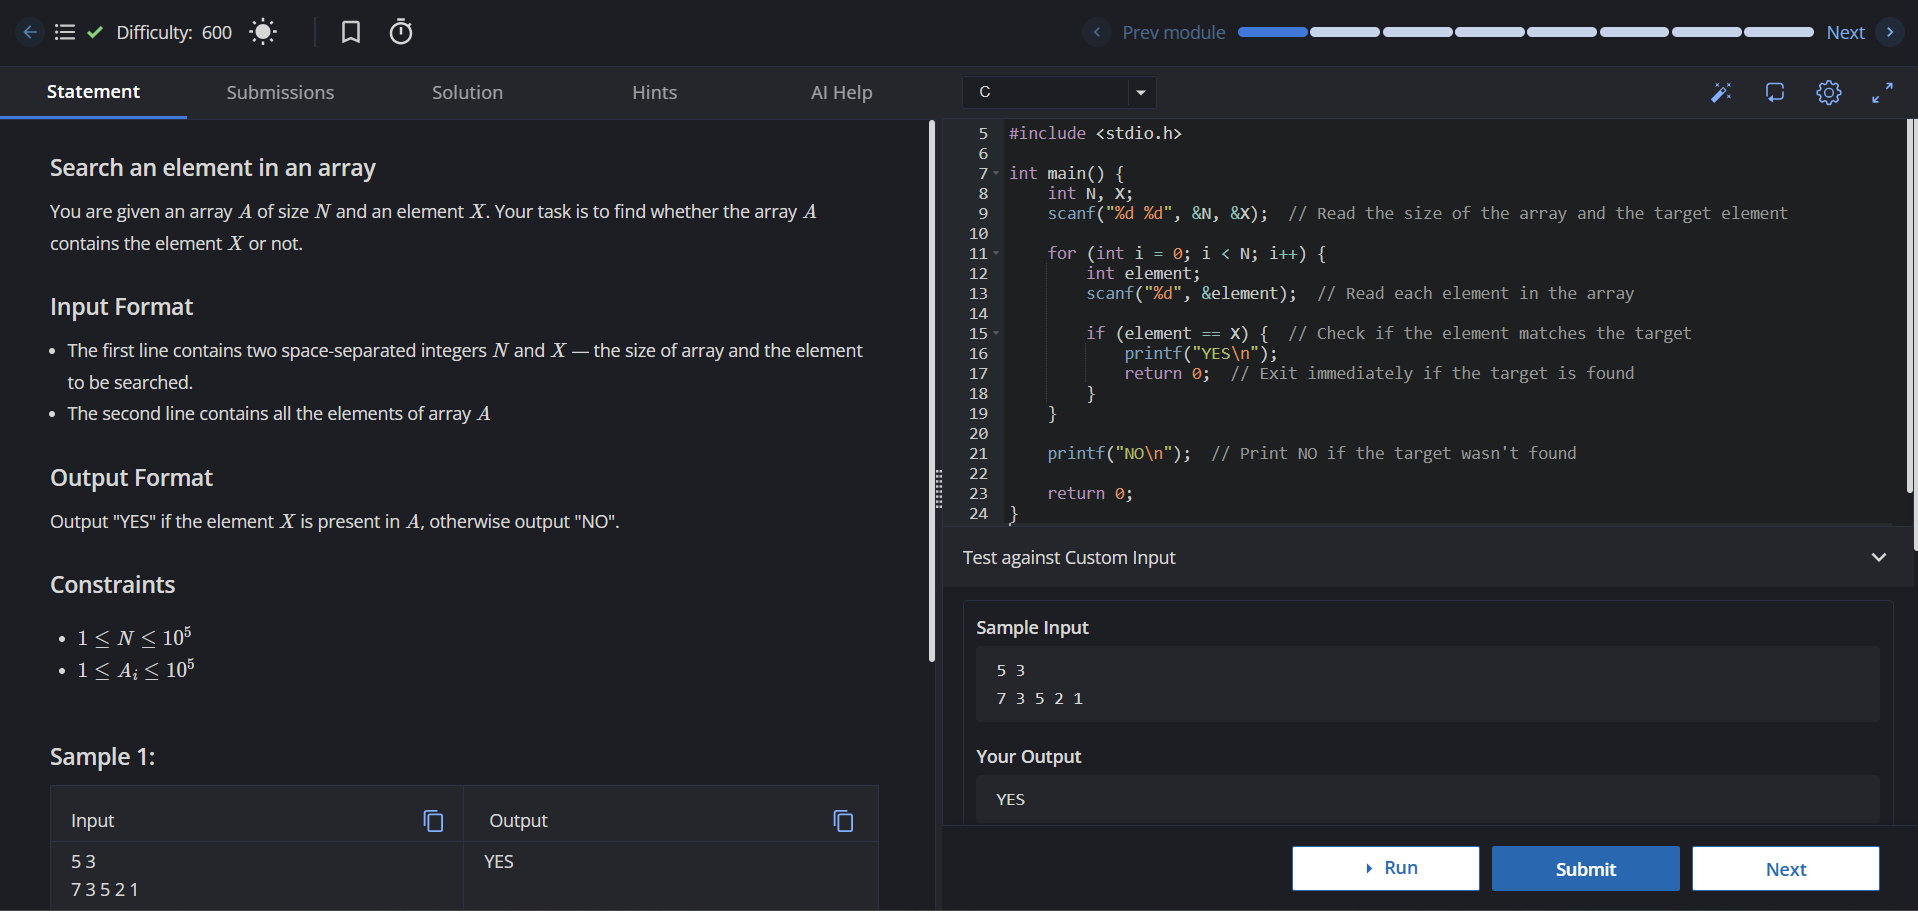 Difficulty: 600
Prev module
Next
Statement
Submissions
Solution
Hints
AI Help
Search an element in an array
You are given an array A of size N and an element X. Your task is to find whether the array A
contains the element X or not.
Input Format
• The first line contains two space-separated integers N and X — the size of array and the element
to be searched.
• The second line contains all the elements of array A
Output Format
Output "YES" if the element X is present in A, otherwise output "NO".
Constraints
• 1 ≤ N ≤ 10^5
• 1 ≤ A_i ≤ 10^5
Sample 1:
Input
Output
5 3
7 3 5 2 1
YES
C
5 #include <stdio.h>
6
7 int main() {
8     int N, X;
9     scanf("%d %d", &N, &X);  // Read the size of the array and the target element
10
11     for (int i = 0; i < N; i++) {
12         int element;
13         scanf("%d", &element);  // Read each element in the array
14
15         if (element == X) {  // Check if the element matches the target
16             printf("YES\n");
17             return 0;  // Exit immediately if the target is found
18         }
19     }
20
21     printf("NO\n");  // Print NO if the target wasn't found
22
23     return 0;
24 }
Test against Custom Input
Sample Input
5 3
7 3 5 2 1
Your Output
YES
Run
Submit
Next